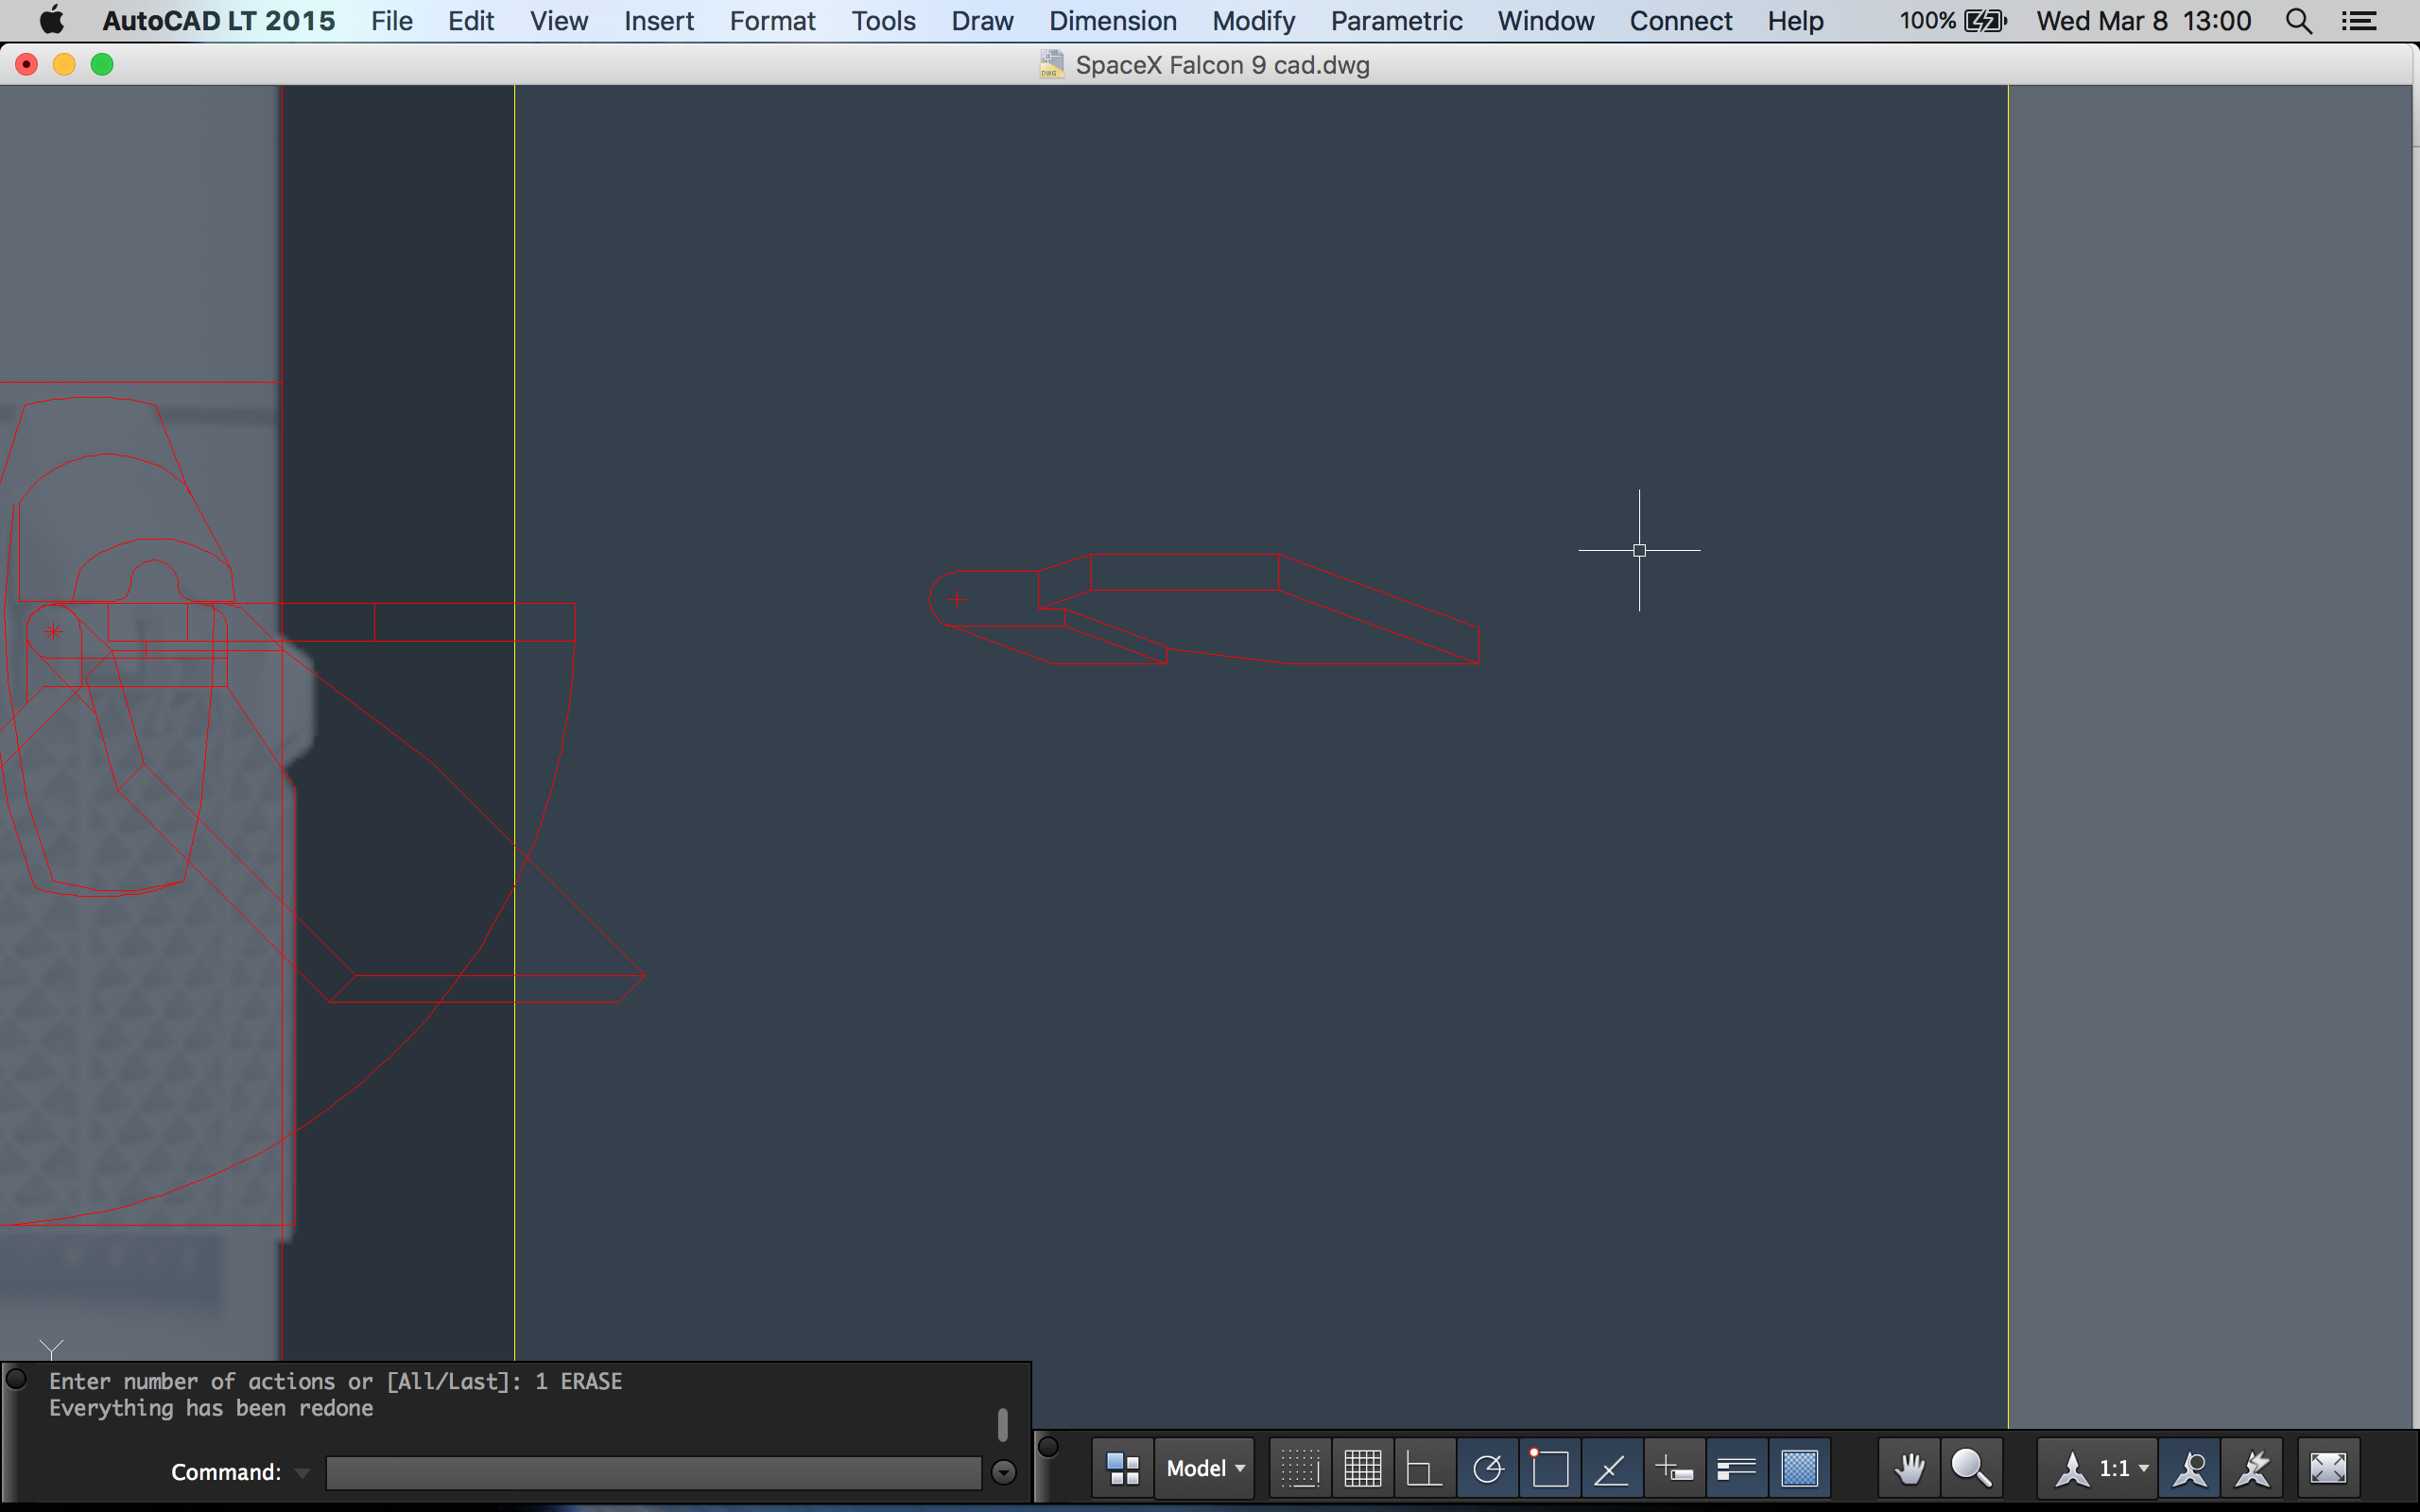 AutoCAD LT 2015 File Edit View Insert Format Tools Draw Dimension Modify Parametric Window Connect Help 100% Wed Mar 8 13:00
SpaceX Falcon 9 cad.dwg
Enter number of actions or [All/Last]: 1 ERASE
Everything has been redone
Command:
Model
1:1